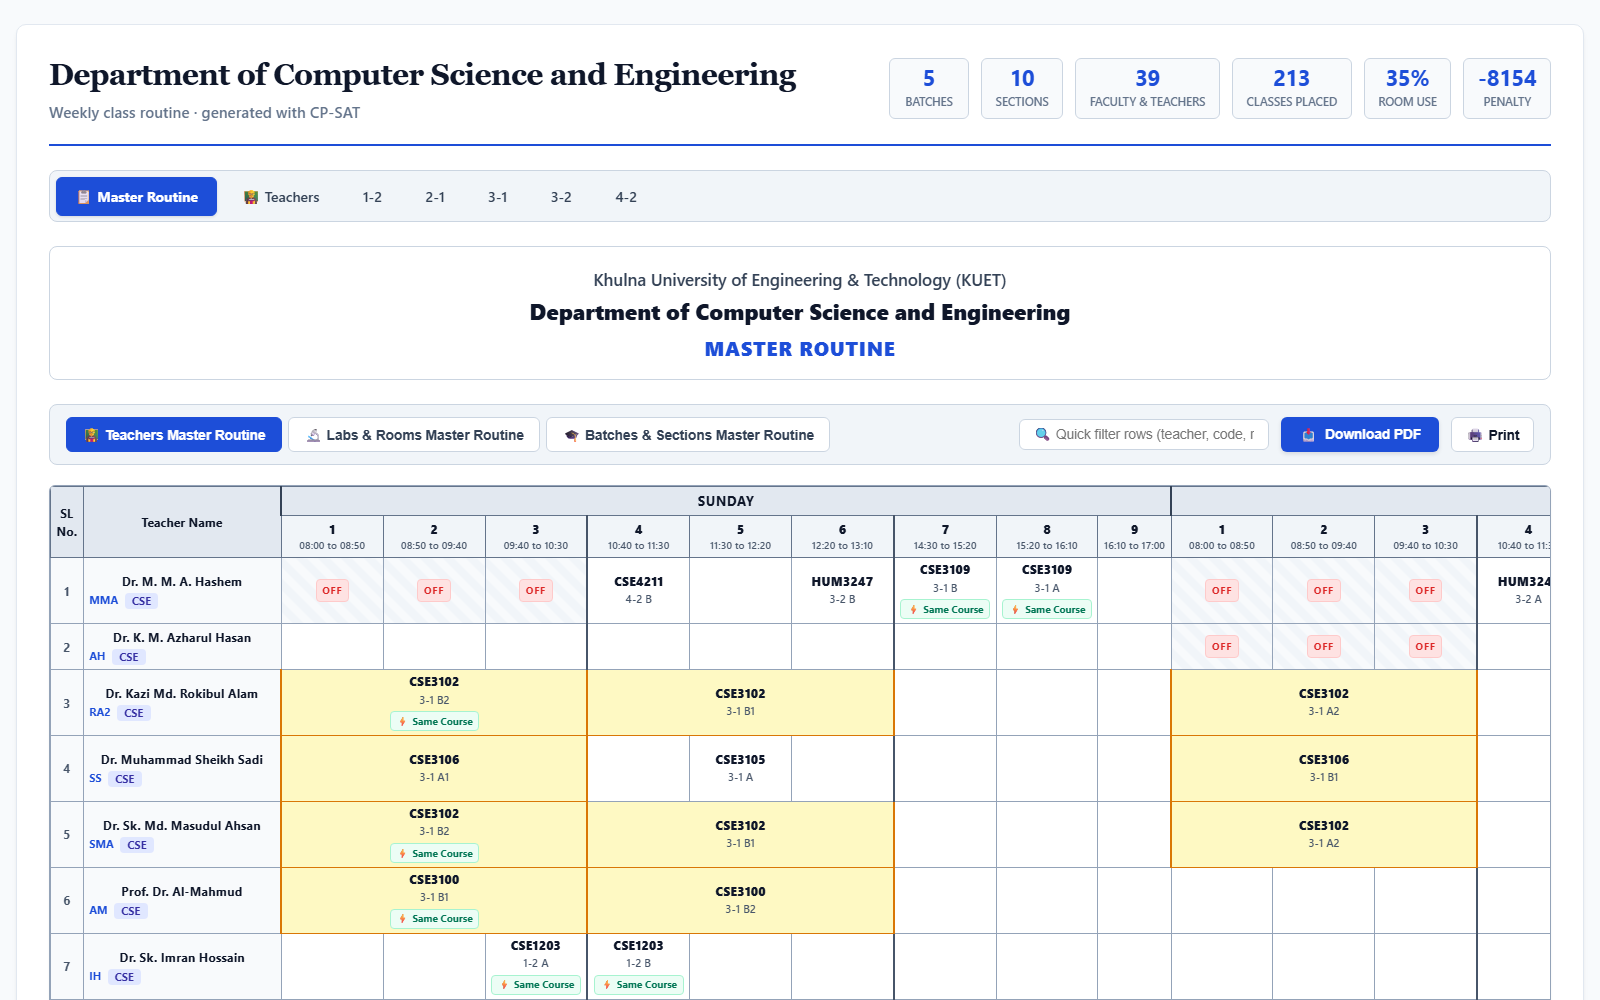 Department of Computer Science and Engineering
Weekly class routine · generated with CP-SAT
5
BATCHES
10
SECTIONS
39
FACULTY & TEACHERS
213
CLASSES PLACED
35%
ROOM USE
-8154
PENALTY
Master Routine
Teachers
1-2
2-1
3-1
3-2
4-2
Khulna University of Engineering & Technology (KUET)
Department of Computer Science and Engineering
MASTER ROUTINE
Teachers Master Routine
Labs & Rooms Master Routine
Batches & Sections Master Routine
Quick filter rows (teacher, code, r
Download PDF
Print
SL No.
Teacher Name
SUNDAY
1 2 3 4 5 6 7 8 9 1 2 3 4
08:00 to 08:50 08:50 to 09:40 09:40 to 10:30 10:40 to 11:30 11:30 to 12:20 12:20 to 13:10 14:30 to 15:20 15:20 to 16:10 16:10 to 17:00 08:00 to 08:50 08:50 to 09:40 09:40 to 10:30 10:40 to 11:3
1
Dr. M. M. A. Hashem
MMA CSE
OFF OFF OFF
CSE4211
4-2 B
HUM3247
3-2 B
CSE3109
3-1 B
Same Course
CSE3109
3-1 A
Same Course
OFF OFF OFF
HUM324
3-2 A
2
Dr. K. M. Azharul Hasan
AH CSE
OFF OFF OFF
3
Dr. Kazi Md. Rokibul Alam
RA2 CSE
CSE3102
3-1 B2
Same Course
CSE3102
3-1 B1
CSE3102
3-1 A2
4
Dr. Muhammad Sheikh Sadi
SS CSE
CSE3106
3-1 A1
CSE3105
3-1 A
CSE3106
3-1 B1
5
Dr. Sk. Md. Masudul Ahsan
SMA CSE
CSE3102
3-1 B2
Same Course
CSE3102
3-1 B1
CSE3102
3-1 A2
6
Prof. Dr. Al-Mahmud
AM CSE
CSE3100
3-1 B1
Same Course
CSE3100
3-1 B2
7
Dr. Sk. Imran Hossain
IH CSE
CSE1203
1-2 A
Same Course
CSE1203
1-2 B
Same Course